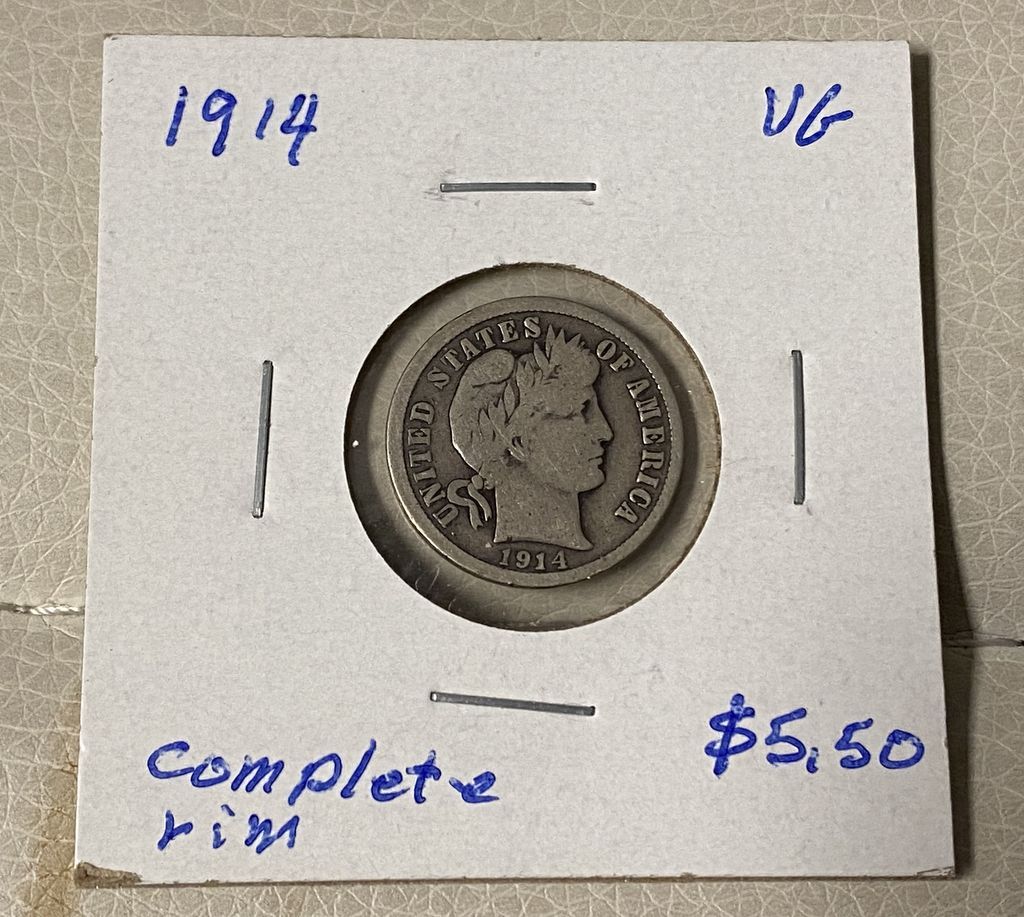 1914
VG
UNITED STATES OF AMERICA
1914
complete
rim
$5.50